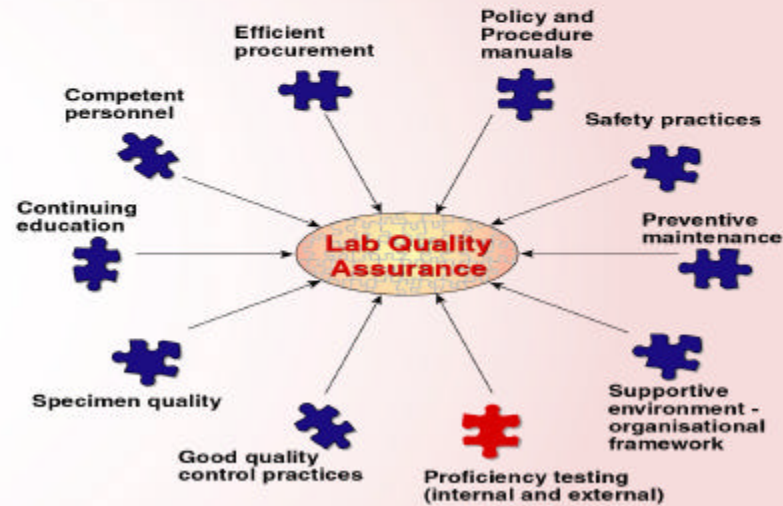 Efficient
procurement
Policy and
Procedure
manuals
Competent
personnel
Safety practices
Continuing
education
Preventive
maintenance
Lab Quality
Assurance
Specimen quality
Supportive
environment -
organisational
framework
Good quality
control practices
Proficiency testing
(internal and external)